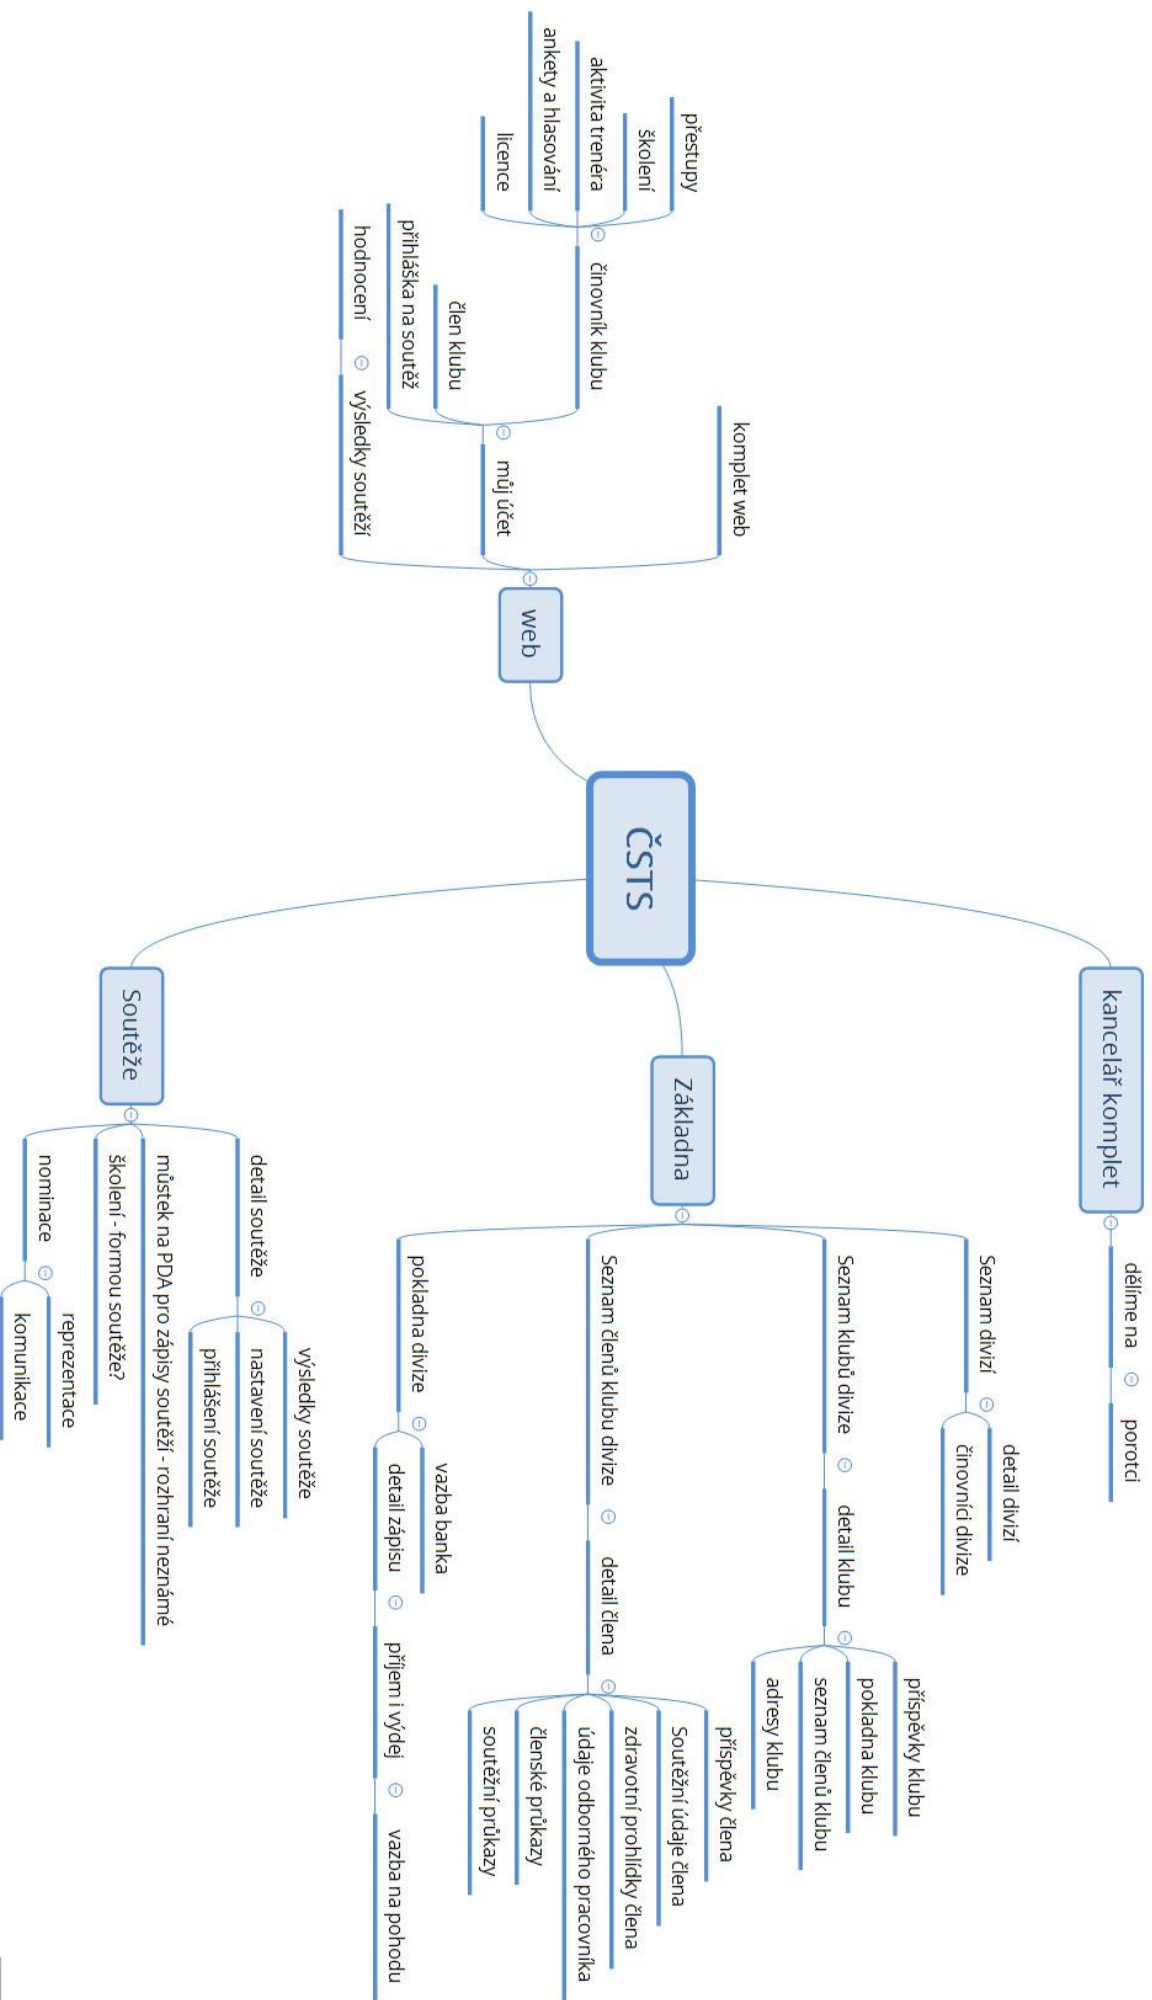 ČSTS
kancelář komplet
dělíme na
porotci
Základna
Seznam divizí
detail divizí
činovníci divize
Seznam klubů divize
detail klubu
příspěvky klubu
pokladna klubu
seznam členů klubu
adresy klubu
Seznam členů klubu divize
detail člena
příspěvky člena
Soutěžní údaje člena
zdravotní prohlídky člena
údaje odborného pracovníka
členské průkazy
soutěžní průkazy
pokladna divize
vazba banka
detail zápisu
příjem i výdej
vazba na pohodu
Soutěže
detail soutěže
výsledky soutěže
nastavení soutěže
přihlášení soutěže
můstek na PDA pro zápisy soutěží - rozhraní neznámé
školení - formou soutěže?
nominace
reprezentace
komunikace
web
komplet web
můj účet
činovník klubu
přestupy
školení
aktivita trenéra
ankety a hlasování
licence
člen klubu
přihláška na soutěž
výsledky soutěží
hodnocení